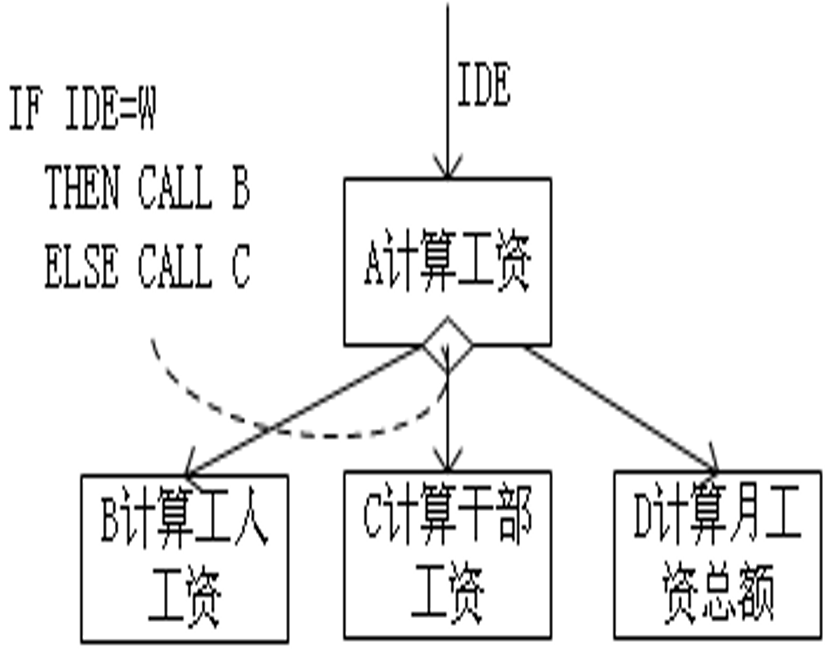 IDE
IF IDE=W
THEN CALL B
ELSE CALL C
A计算工资
B计算工人
工资
C计算干部
工资
D计算月工
资总额